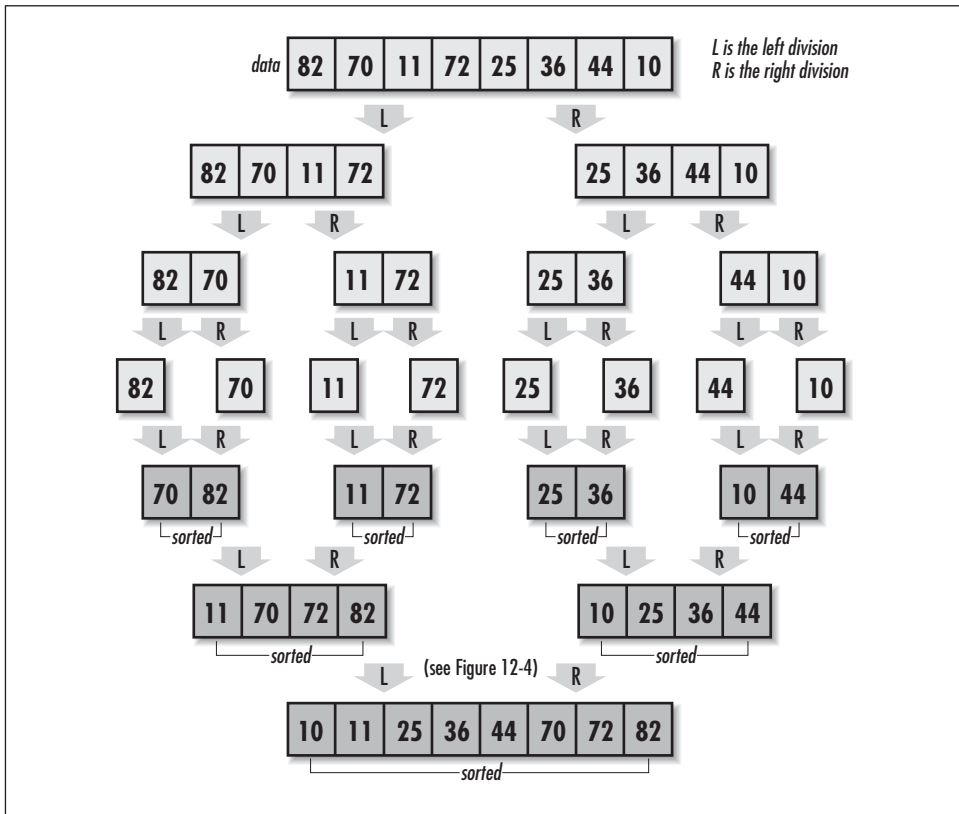 data 82 70 11 72 25 36 44 10
L is the left division
R is the right division
L R
82 70 11 72 25 36 44 10
L R L R
82 70 11 72 25 36 44 10
L R L R L R L R
82 70 11 72 25 36 44 10
L R L R L R L R
70 82 11 72 25 36 10 44
sorted sorted sorted sorted
L R L R
11 70 72 82 10 25 36 44
sorted sorted
L (see Figure 12-4) R
10 11 25 36 44 70 72 82
sorted